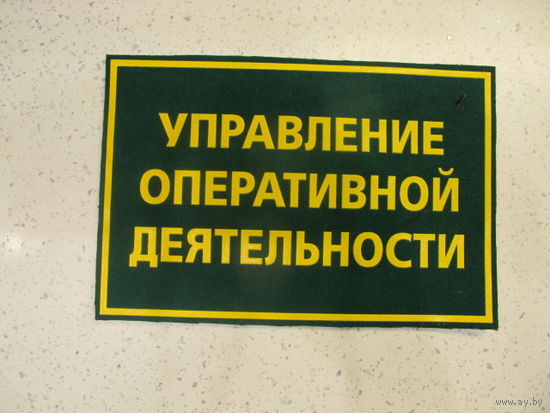 УПРАВЛЕНИЕ
ОПЕРАТИВНОЙ
ДЕЯТЕЛЬНОСТИ
© www.ay.by